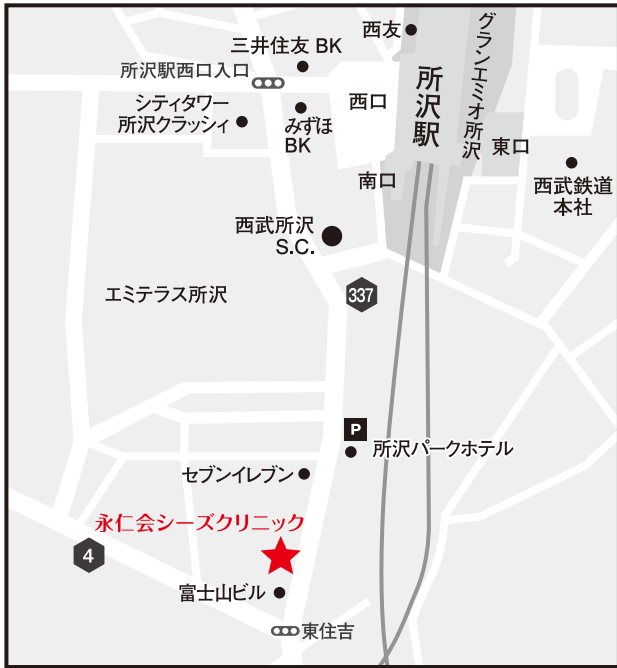 西友
グランエミオ所沢
三井住友 BK
所沢駅西口入口
所沢駅
西口
シティタワー
所沢クラッシィ
みずほ
BK
東口
南口
西武鉄道
本社
西武所沢
S.C.
エミテラス所沢
337
P
所沢パークホテル
セブンイレブン
永仁会シーズクリニック
4
富士山ビル
東住吉